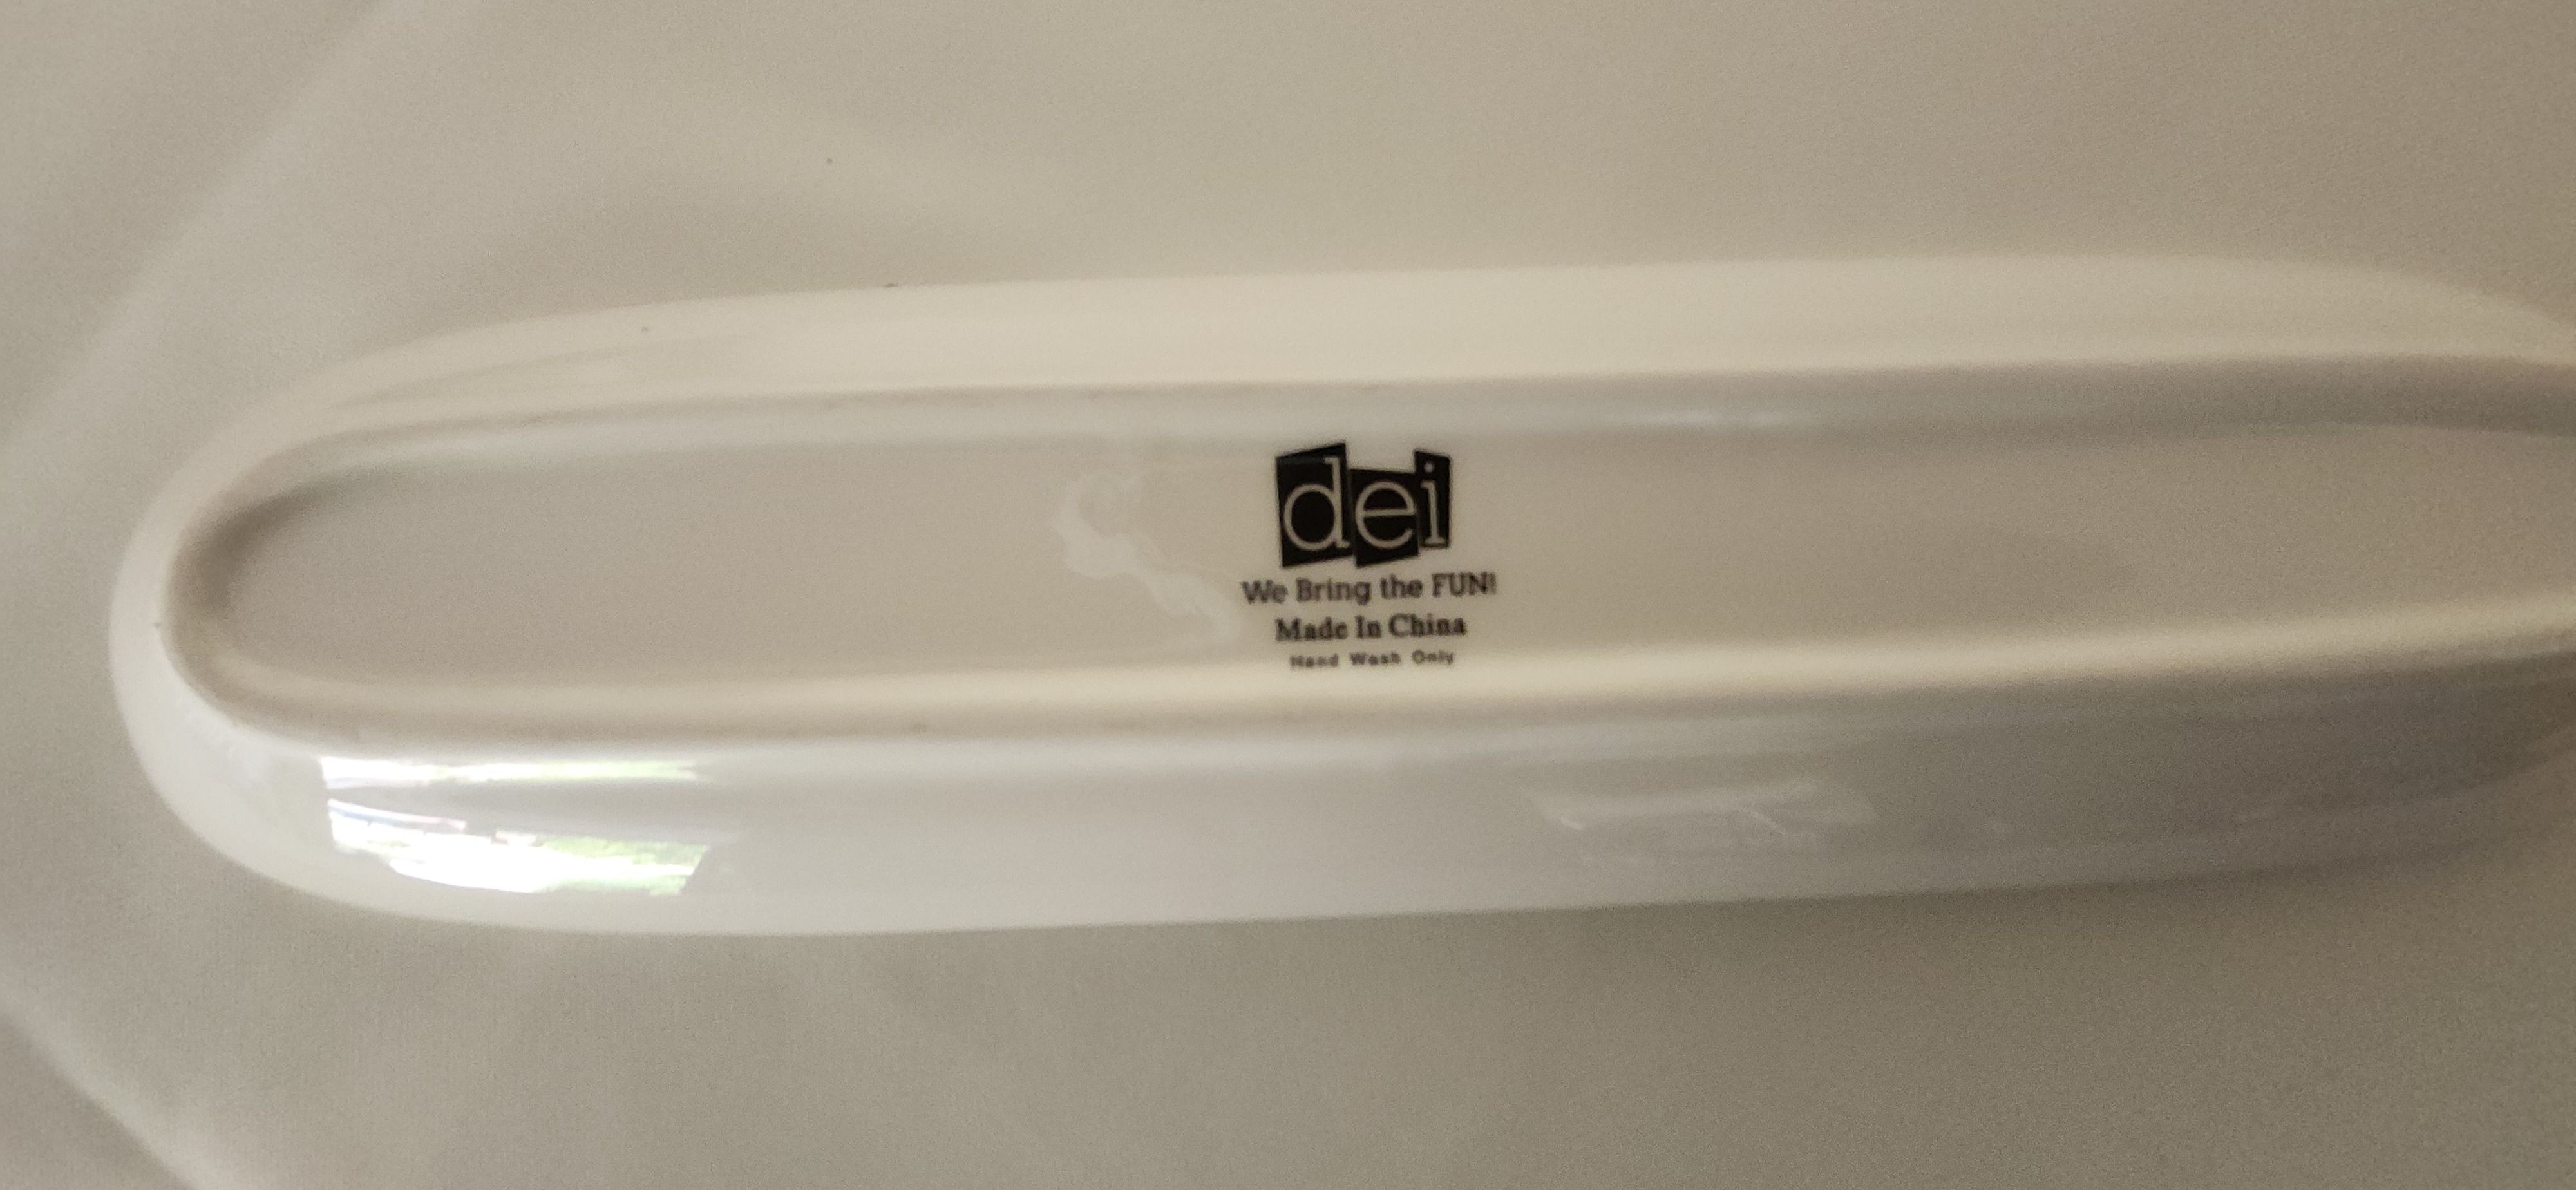 dei
We Bring the FUN!
Made In China
Hand Wash Only